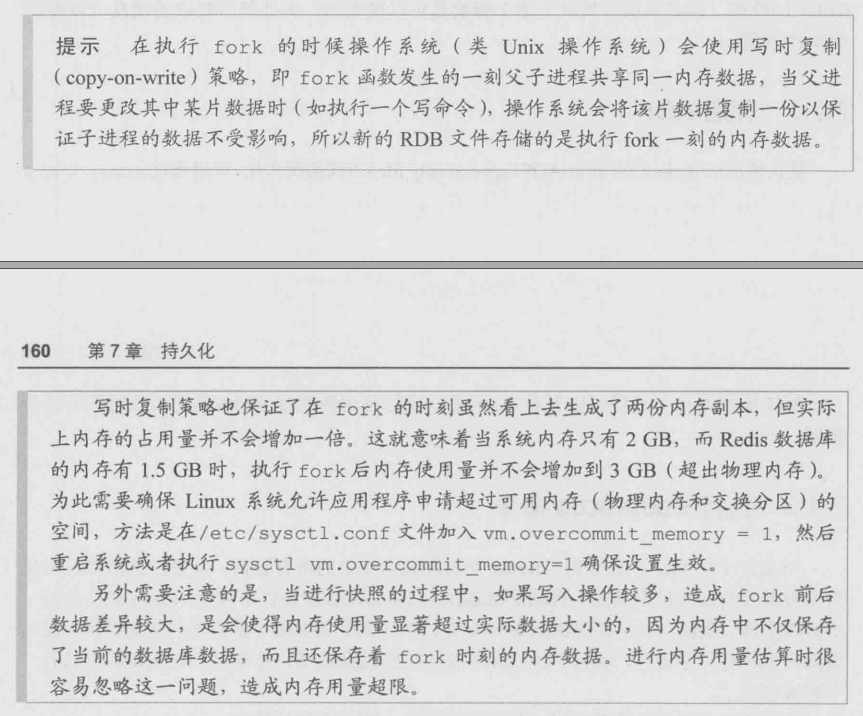 提示 在执行 fork 的时候操作系统（类 Unix 操作系统）会使用写时复制
（copy-on-write）策略，即 fork 函数发生的一刻父子进程共享同一内存数据，当父进
程要更改其中某片数据时（如执行一个写命令），操作系统会将该片数据复制一份以保
证子进程的数据不受影响，所以新的 RDB 文件存储的是执行 fork 一刻的内存数据。
160 第 7 章 持久化
写时复制策略也保证了在 fork 的时刻虽然看上去生成了两份内存副本，但实际
上内存的占用量并不会增加一倍。这就意味着当系统内存只有 2 GB，而 Redis 数据库
的内存有 1.5 GB 时，执行 fork 后内存使用量并不会增加到 3 GB（超出物理内存）。
为此需要确保 Linux 系统允许应用程序申请超过可用内存（物理内存和交换分区）的
空间，方法是在/etc/sysctl.conf 文件加入 vm.overcommit_memory = 1，然后
重启系统或者执行 sysctl vm.overcommit_memory=1 确保设置生效。
另外需要注意的是，当进行快照的过程中，如果写入操作较多，造成 fork 前后
数据差异较大，是会使得内存使用量显著超过实际数据大小的，因为内存中不仅保存
了当前的数据库数据，而且还保存着 fork 时刻的内存数据。进行内存用量估算时很
容易忽略这一问题，造成内存用量超限。